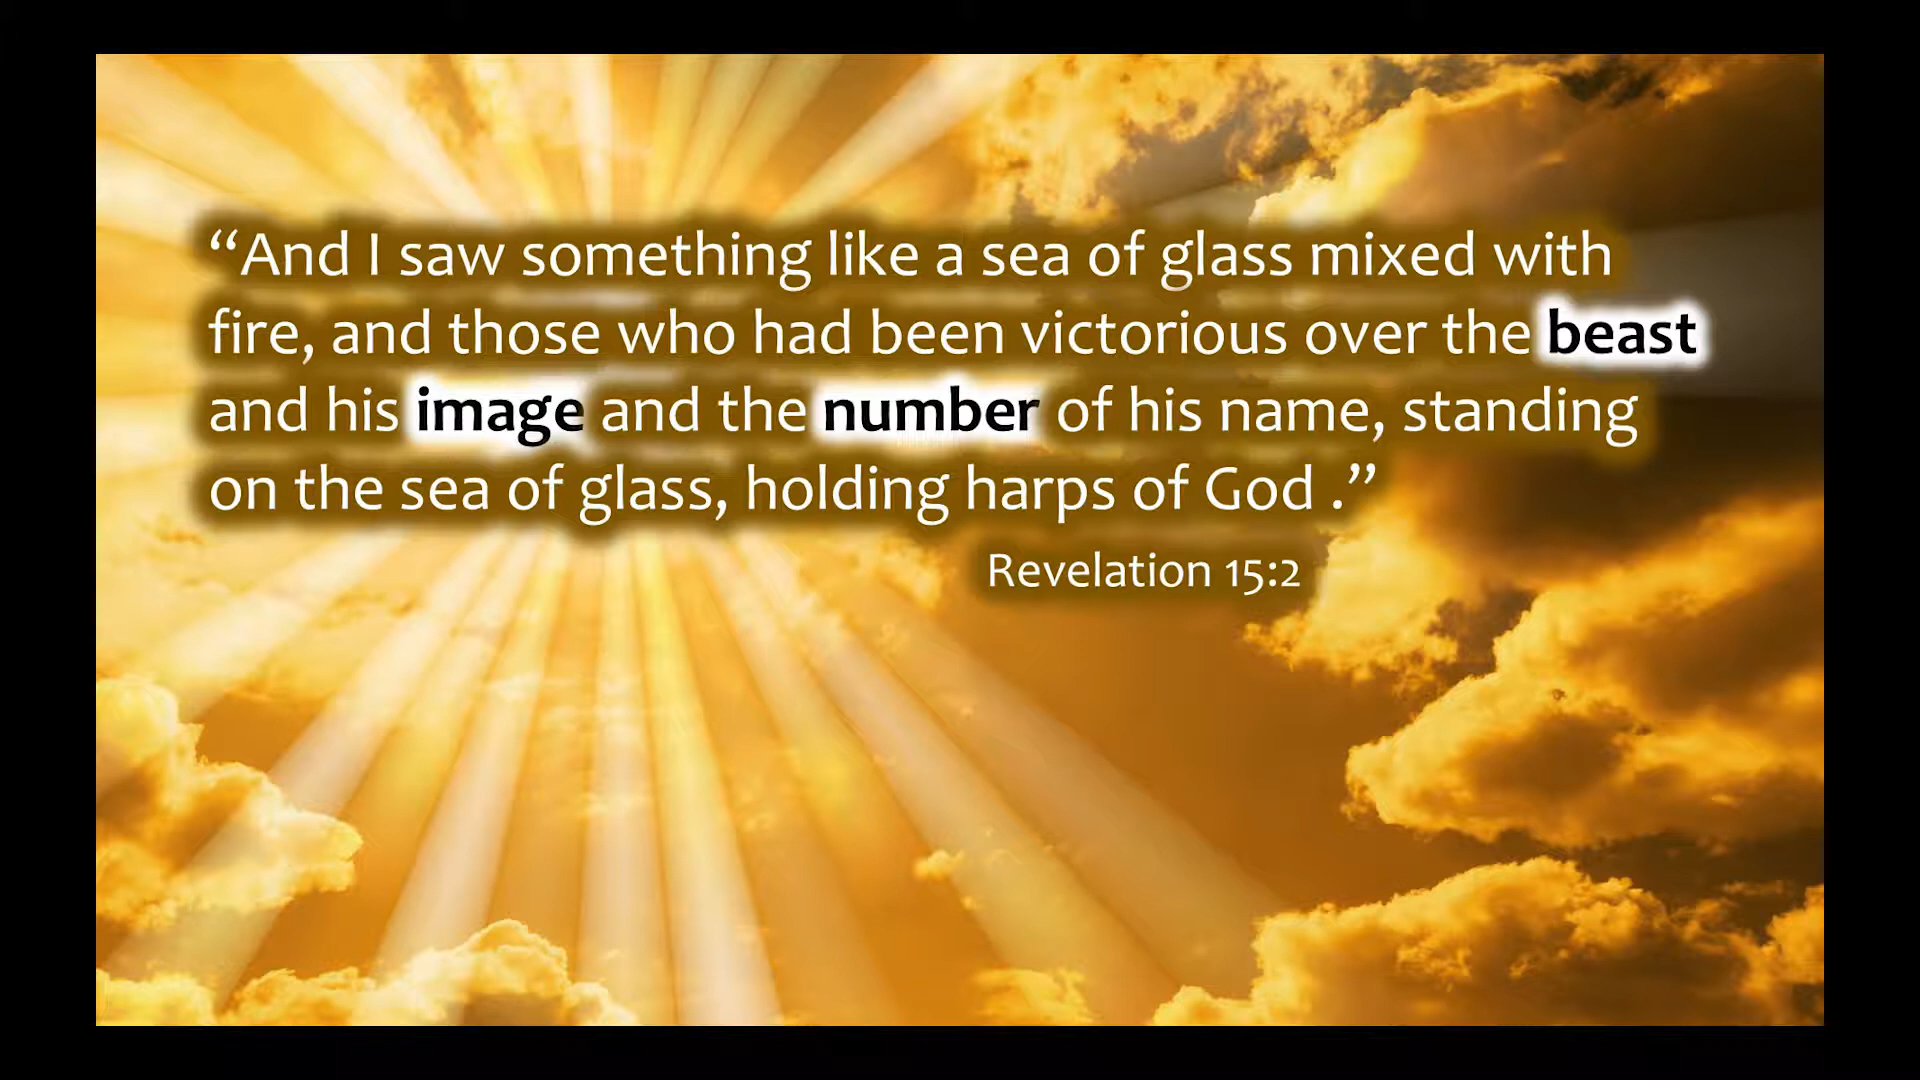 “And I saw something like a sea of glass mixed with
fire, and those who had been victorious over the beast
and his image and the number of his name, standing
on the sea of glass, holding harps of God .”
Revelation 15:2